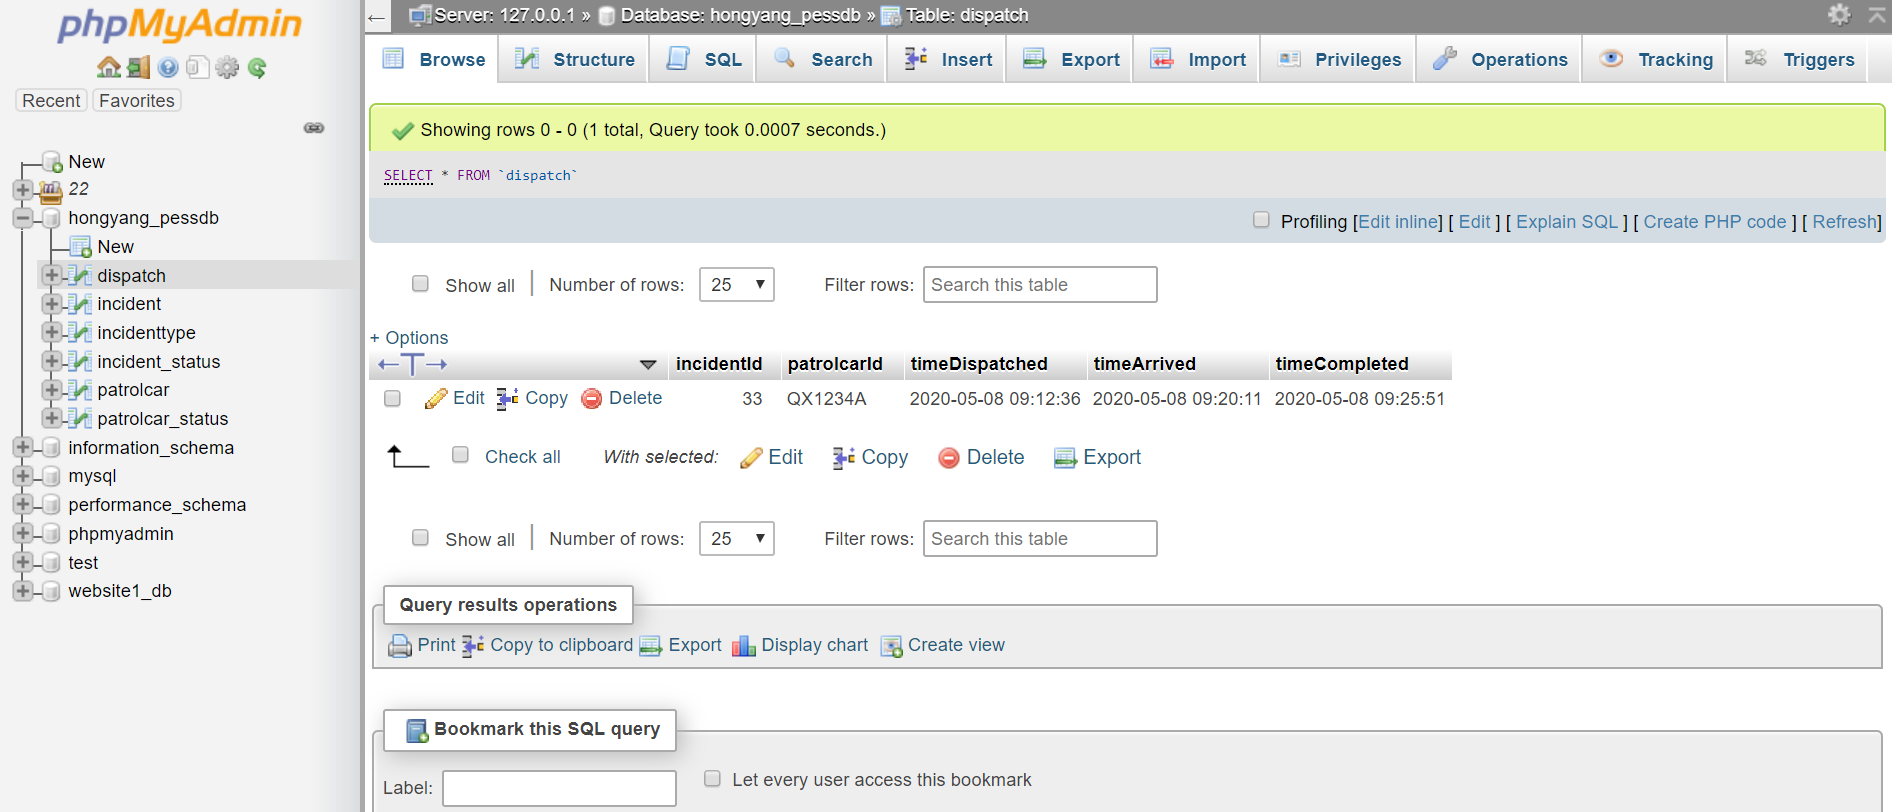 phpMyAdmin
Recent Favorites
New
22
hongyang_pessdb
New
dispatch
incident
incidenttype
incident_status
patrolcar
patrolcar_status
information_schema
mysql
performance_schema
phpmyadmin
test
website1_db
← Server: 127.0.0.1 » Database: hongyang_pessdb » Table: dispatch
Browse Structure SQL Search Insert Export Import Privileges Operations Tracking Triggers
Showing rows 0 - 0 (1 total, Query took 0.0007 seconds.)
SELECT * FROM `dispatch`
Profiling [Edit inline] [ Edit ] [ Explain SQL ] [ Create PHP code ] [ Refresh]
Show all | Number of rows: 25 Filter rows: Search this table
+ Options
←T→ incidentId patrolcarId timeDispatched timeArrived timeCompleted
Edit Copy Delete 33 QX1234A 2020-05-08 09:12:36 2020-05-08 09:20:11 2020-05-08 09:25:51
Check all With selected: Edit Copy Delete Export
Show all | Number of rows: 25 Filter rows: Search this table
Query results operations
Print Copy to clipboard Export Display chart Create view
Bookmark this SQL query
Label: Let every user access this bookmark